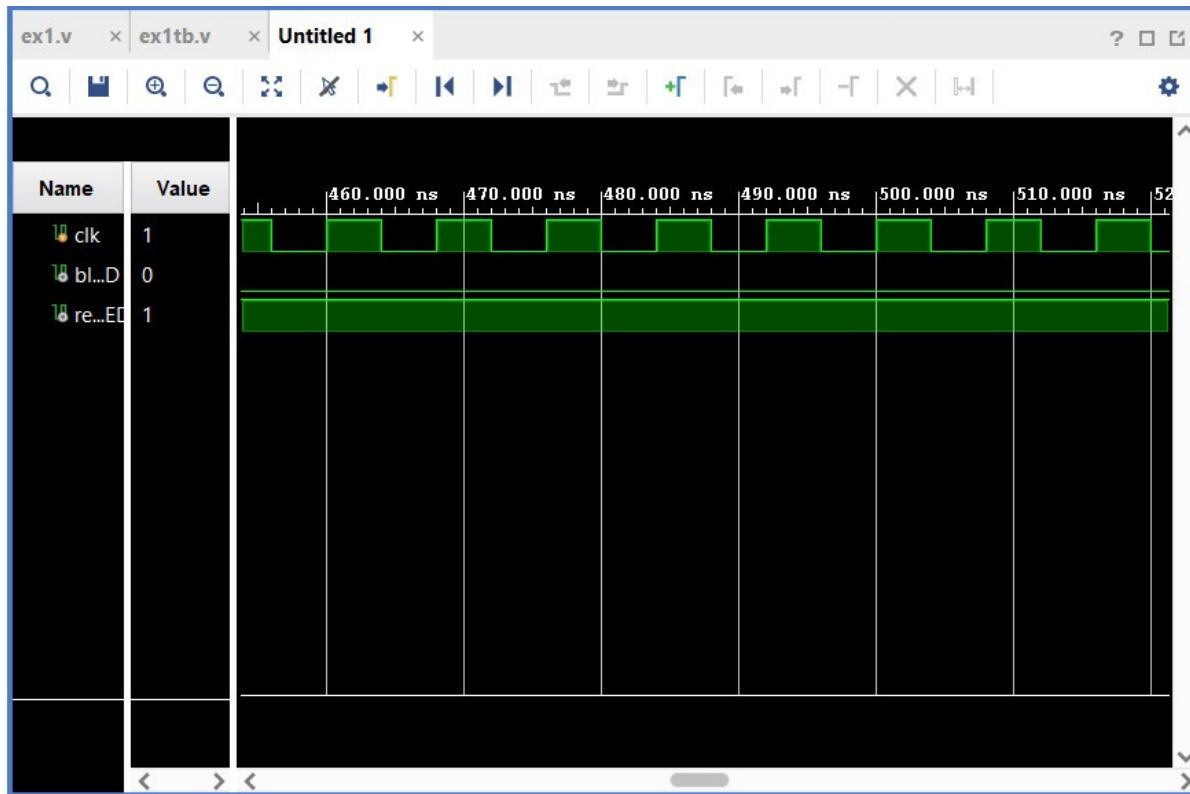 ex1.v × ex1tb.v × Untitled 1 × ?
Name Value
460.000 ns 470.000 ns 480.000 ns 490.000 ns 500.000 ns 510.000 ns 52
clk 1
bl...D 0
re...ED 1